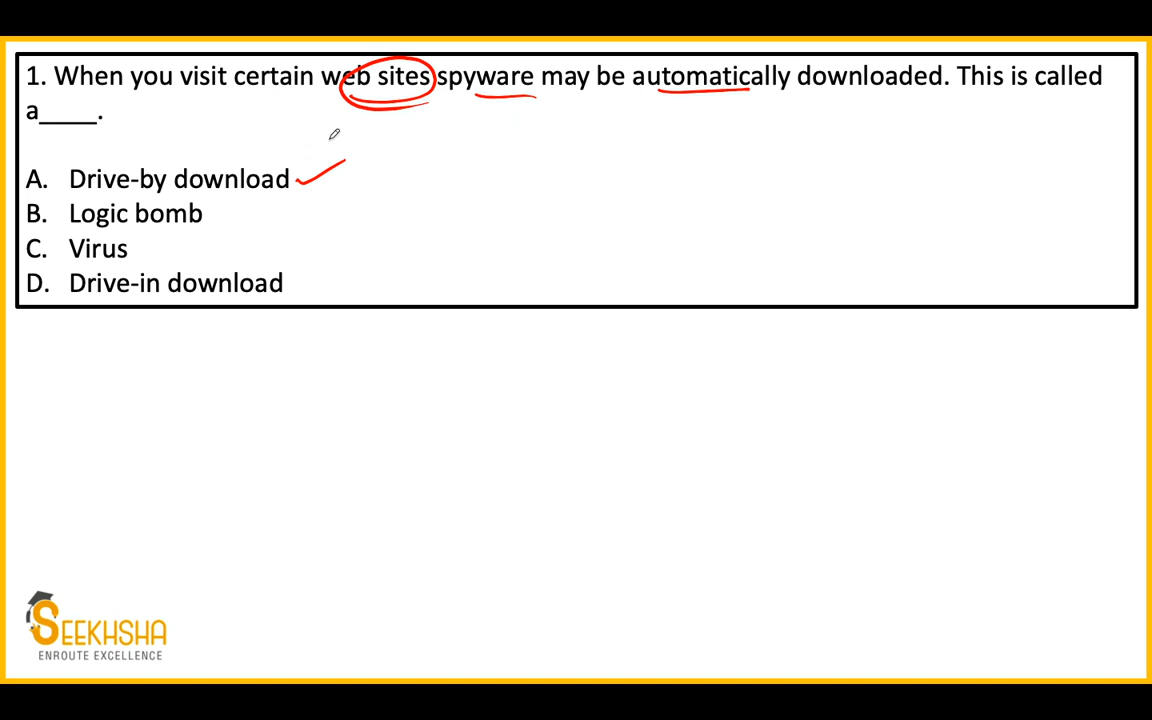 1. When you visit certain web sites spyware may be automatically downloaded. This is called
a____.
A. Drive-by download
B. Logic bomb
C. Virus
D. Drive-in download
SEEKHSHA
ENROUTE EXCELLENCE